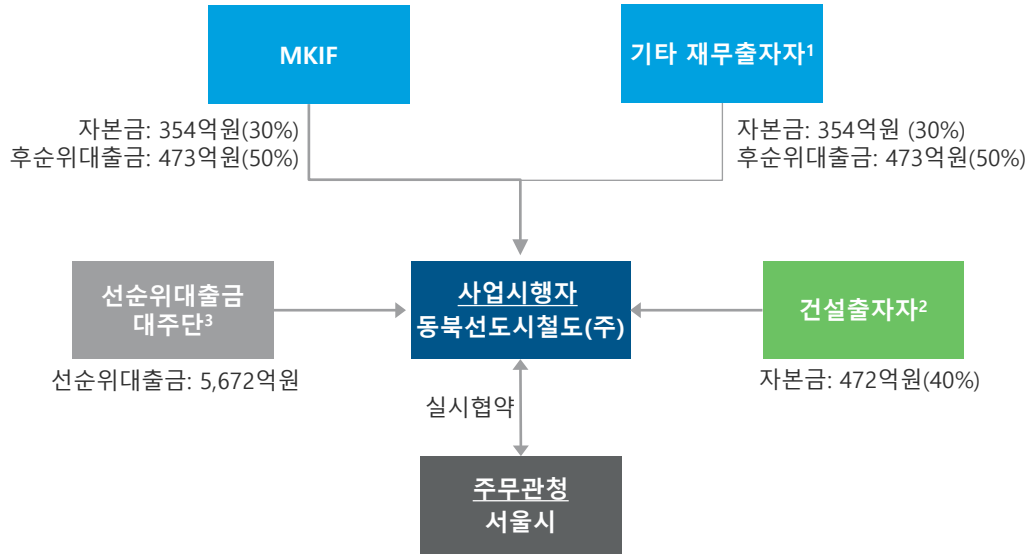 MKIF
기타 재무출자자¹
자본금: 354억원(30%)
후순위대출금: 473억원(50%)
자본금: 354억원 (30%)
후순위대출금: 473억원(50%)
선순위대출금
대주단³
사업시행자
동북선도시철도(주)
건설출자자²
선순위대출금: 5,672억원
자본금: 472억원(40%)
실시협약
주무관청
서울시